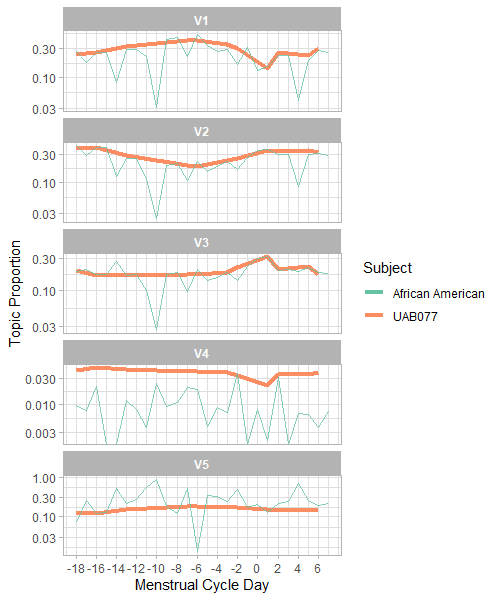 V1
0.30
0.10
0.03
V2
0.30
0.10
0.03
V3
0.30
0.10
0.03
V4
0.030
0.010
0.003
V5
1.00
0.30
0.10
0.03
-18 -16 -14 -12 -10 -8 -6 -4 -2 0 2 4 6
Menstrual Cycle Day
Topic Proportion
Subject
African American
UAB077